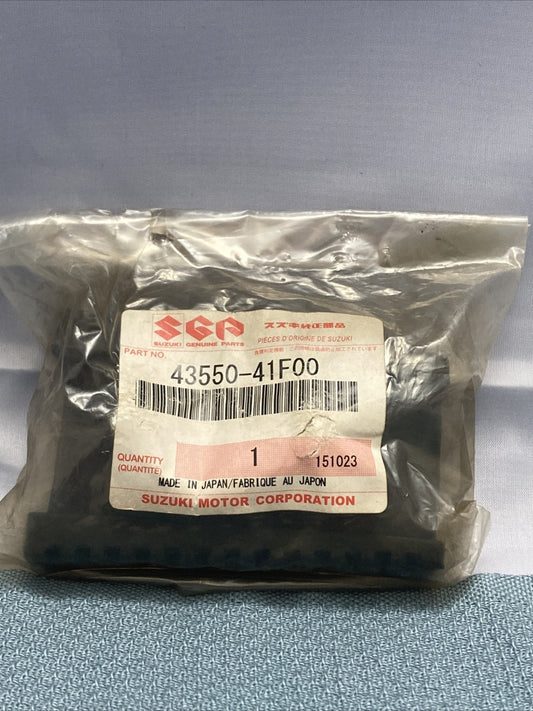 SGP スズキ純正部品
SUZUKI GENUINE PARTS PIECES D'ORIGINE DE SUZUKI
PART NO.
43550-41F00
QUANTITY
(QUANTITE) 1 151023
MADE IN JAPAN/FABRIQUE AU JAPON
SUZUKI MOTOR CORPORATION